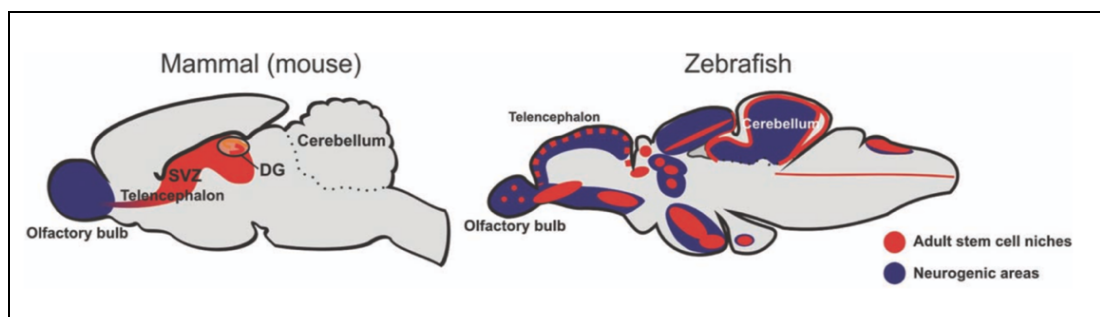 Mammal (mouse)
Zebrafish
Telencephalon
Cerebellum
Cerebellum
DG
SVZ
Telencephalon
Olfactory bulb
Olfactory bulb
Adult stem cell niches
Neurogenic areas